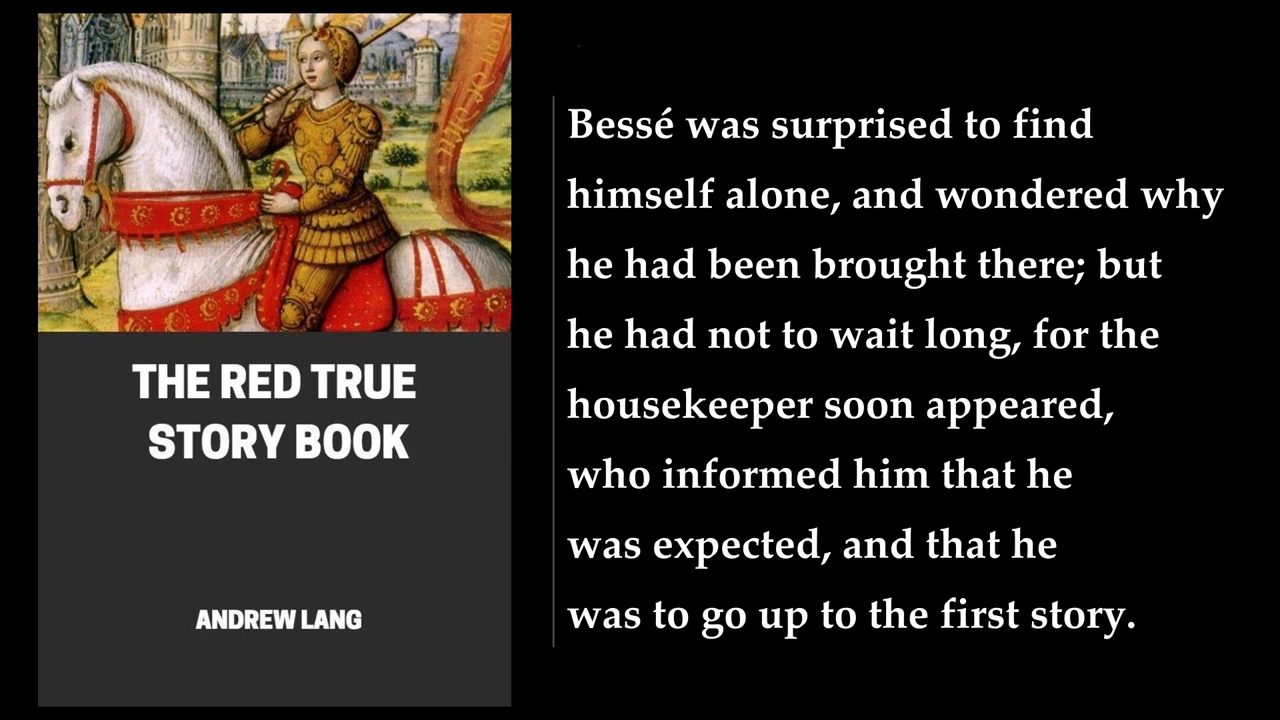 THE RED TRUE
STORY BOOK
ANDREW LANG
Bessé was surprised to find
himself alone, and wondered why
he had been brought there; but
he had not to wait long, for the
housekeeper soon appeared,
who informed him that he
was expected, and that he
was to go up to the first story.